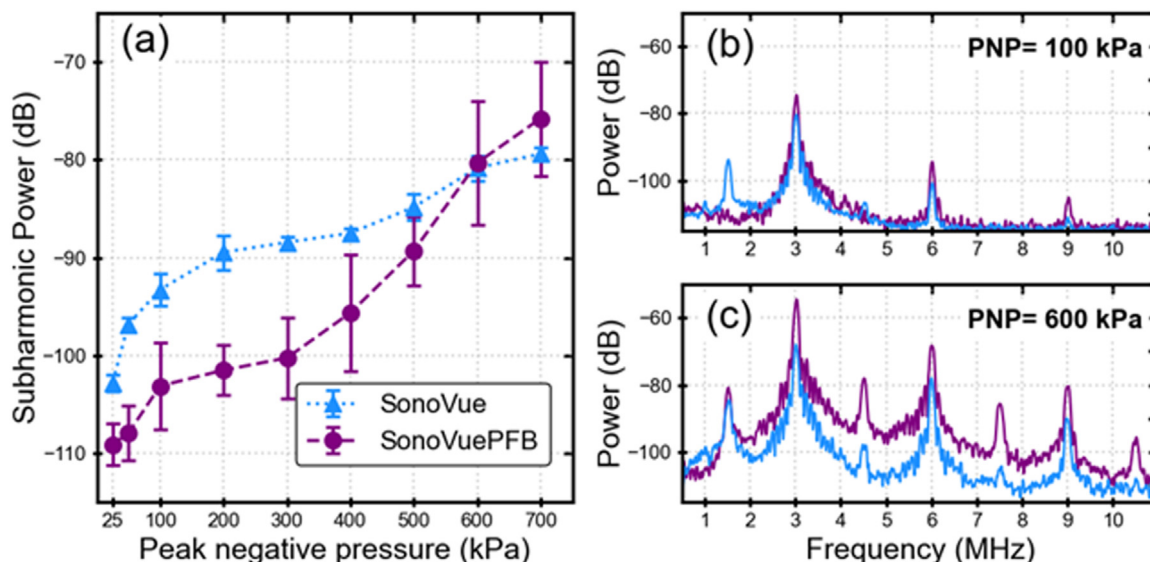 (a)
Subharmonic Power (dB)
−70
−80
−90
−100
−110
SonoVue
SonoVuePFB
25 100 200 300 400 500 600 700
Peak negative pressure (kPa)
(b)
PNP= 100 kPa
Power (dB)
−60
−80
−100
1 2 3 4 5 6 7 8 9 10
(c)
PNP= 600 kPa
Power (dB)
−60
−80
−100
1 2 3 4 5 6 7 8 9 10
Frequency (MHz)